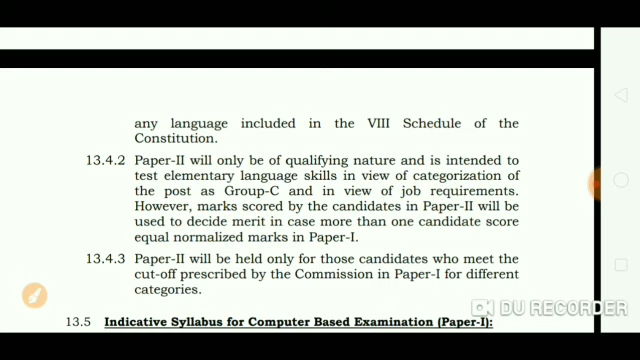 any language included in the VIII Schedule of the
Constitution.
13.4.2 Paper-II will only be of qualifying nature and is intended to
test elementary language skills in view of categorization of
the post as Group-C and in view of job requirements.
However, marks scored by the candidates in Paper-II will be
used to decide merit in case more than one candidate score
equal normalized marks in Paper-I.
13.4.3 Paper-II will be held only for those candidates who meet the
cut-off prescribed by the Commission in Paper-I for different
categories.
DU RECORDER
13.5 Indicative Syllabus for Computer Based Examination (Paper-I):